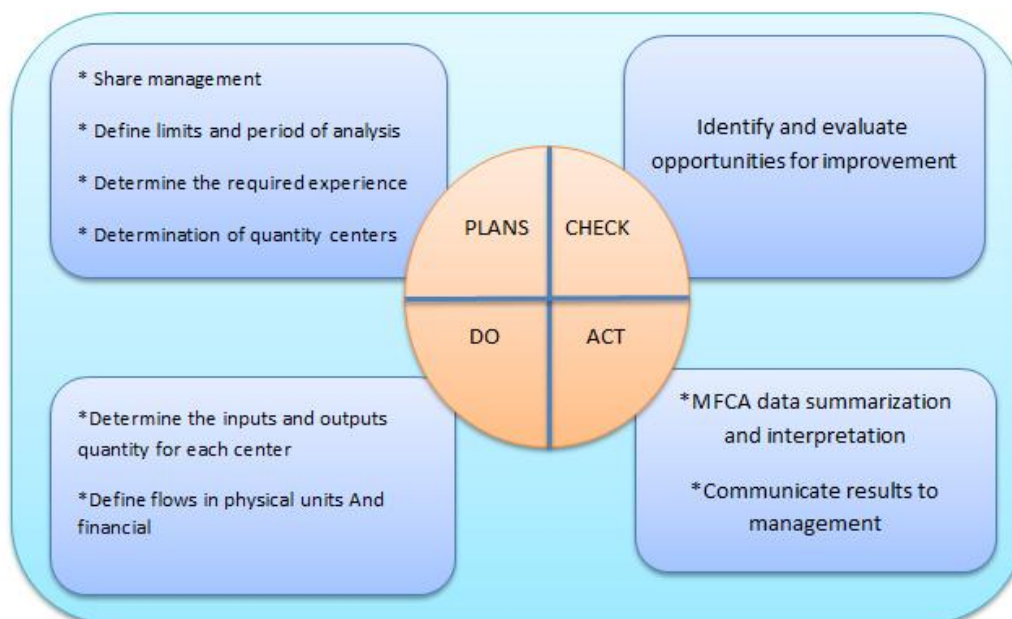 * Share management
* Define limits and period of analysis
* Determine the required experience
* Determination of quantity centers
Identify and evaluate
opportunities for improvement
PLANS
CHECK
DO
ACT
*Determine the inputs and outputs
quantity for each center
*Define flows in physical units And
financial
*MFCA data summarization
and interpretation
*Communicate results to
management